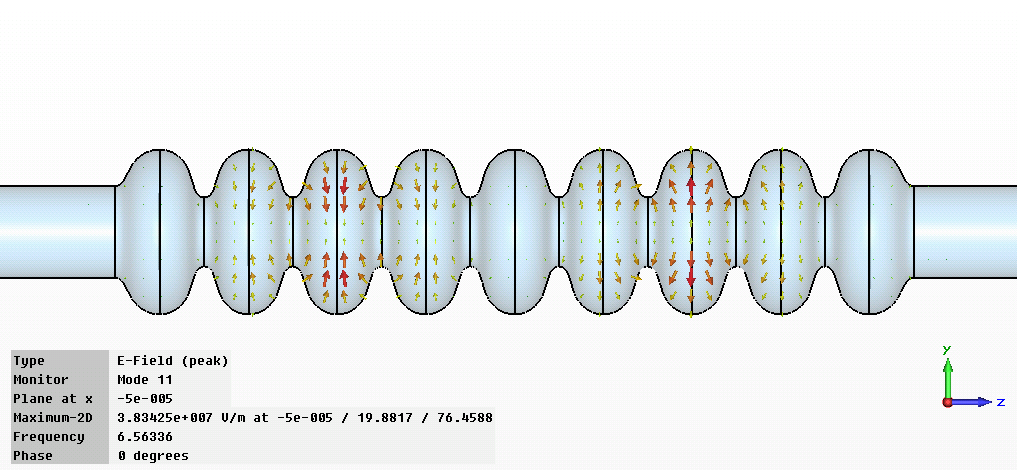 y
z
Type E-Field (peak)
Monitor Mode 11
Plane at x -5e-005
Maximum-2D 3.83425e+007 V/m at -5e-005 / 19.8817 / 76.4588
Frequency 6.56336
Phase 0 degrees